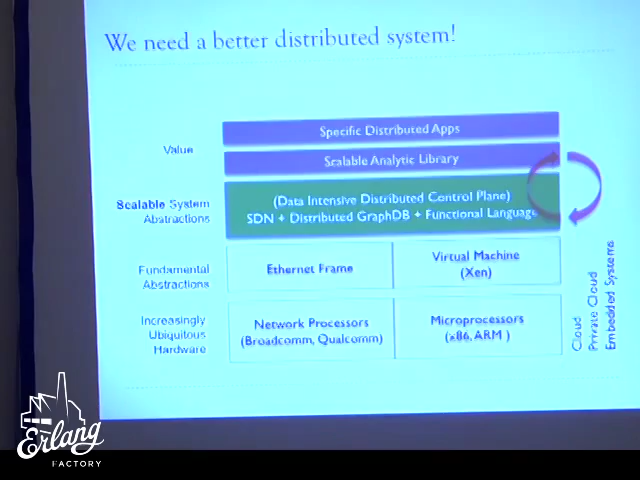 We need a better distributed system!
Specific Distributed Apps
Value
Scalable Analytic Library
Scalable System
Abstractions
(Data Intensive Distributed Control Plane)
SDN + Distributed GraphDB + Functional Language
Fundamental
Abstractions
Ethernet Frame
Virtual Machine
(Xen)
Increasingly
Ubiquitous
Hardware
Network Processors
(Broadcomm, Qualcomm)
Microprocessors
(x86, ARM )
Cloud
Private Cloud
Embedded Systems
Erlang
FACTORY